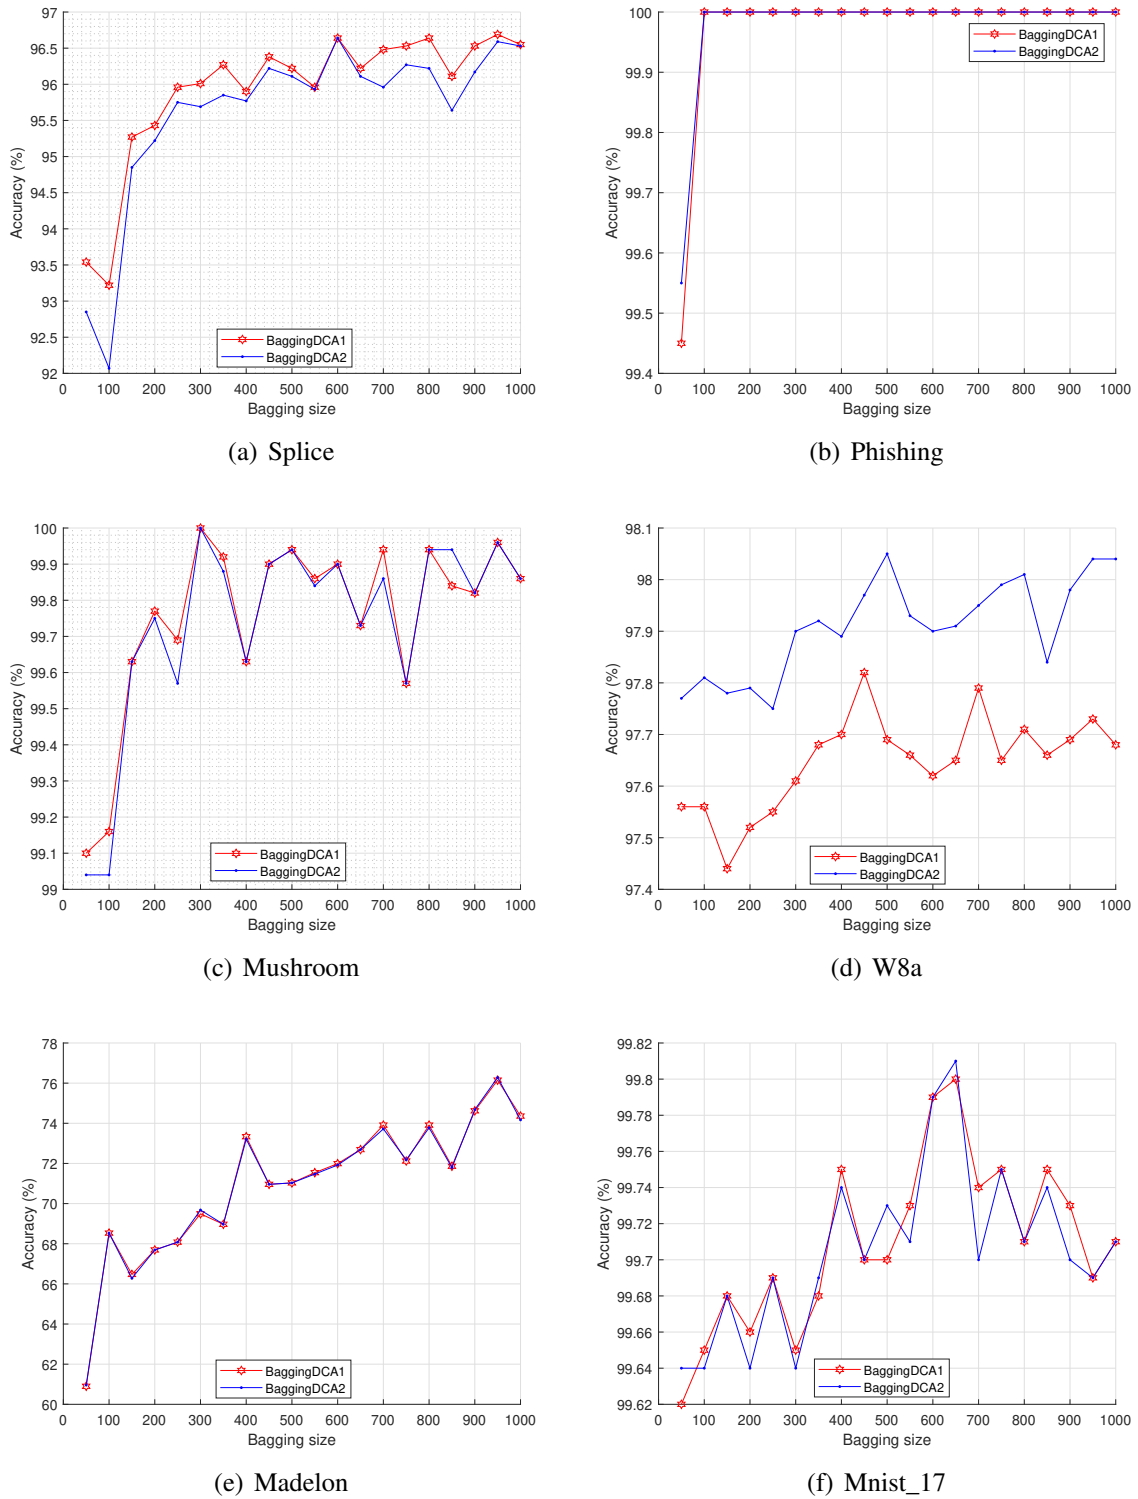 97
96.5
96
95.5
95
94.5
94
93.5
93
92.5
92
Accuracy (%)
BaggingDCA1
BaggingDCA2
0 100 200 300 400 500 600 700 800 900 1000
Bagging size
(a) Splice
100
99.9
99.8
99.7
99.6
99.5
99.4
Accuracy (%)
BaggingDCA1
BaggingDCA2
0 100 200 300 400 500 600 700 800 900 1000
Bagging size
(b) Phishing
100
99.9
99.8
99.7
99.6
99.5
99.4
99.3
99.2
99.1
99
Accuracy (%)
BaggingDCA1
BaggingDCA2
0 100 200 300 400 500 600 700 800 900 1000
Bagging size
(c) Mushroom
98.1
98
97.9
97.8
97.7
97.6
97.5
97.4
Accuracy (%)
BaggingDCA1
BaggingDCA2
0 100 200 300 400 500 600 700 800 900 1000
Bagging size
(d) W8a
78
76
74
72
70
68
66
64
62
60
Accuracy (%)
BaggingDCA1
BaggingDCA2
0 100 200 300 400 500 600 700 800 900 1000
Bagging size
(e) Madelon
99.82
99.8
99.78
99.76
99.74
99.72
99.7
99.68
99.66
99.64
99.62
Accuracy (%)
BaggingDCA1
BaggingDCA2
0 100 200 300 400 500 600 700 800 900 1000
Bagging size
(f) Mnist_17